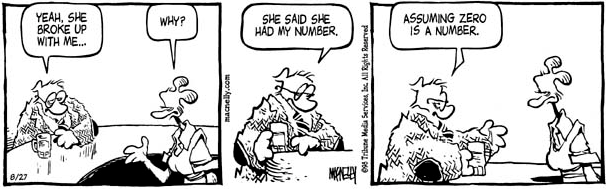 YEAH, SHE
BROKE UP
WITH ME...
WHY?
8/27
SHE SAID SHE
HAD MY NUMBER.
macnelly.com
MACNELLY
©98 Tribune Media Services, Inc. All Rights Reserved
ASSUMING ZERO
IS A NUMBER.